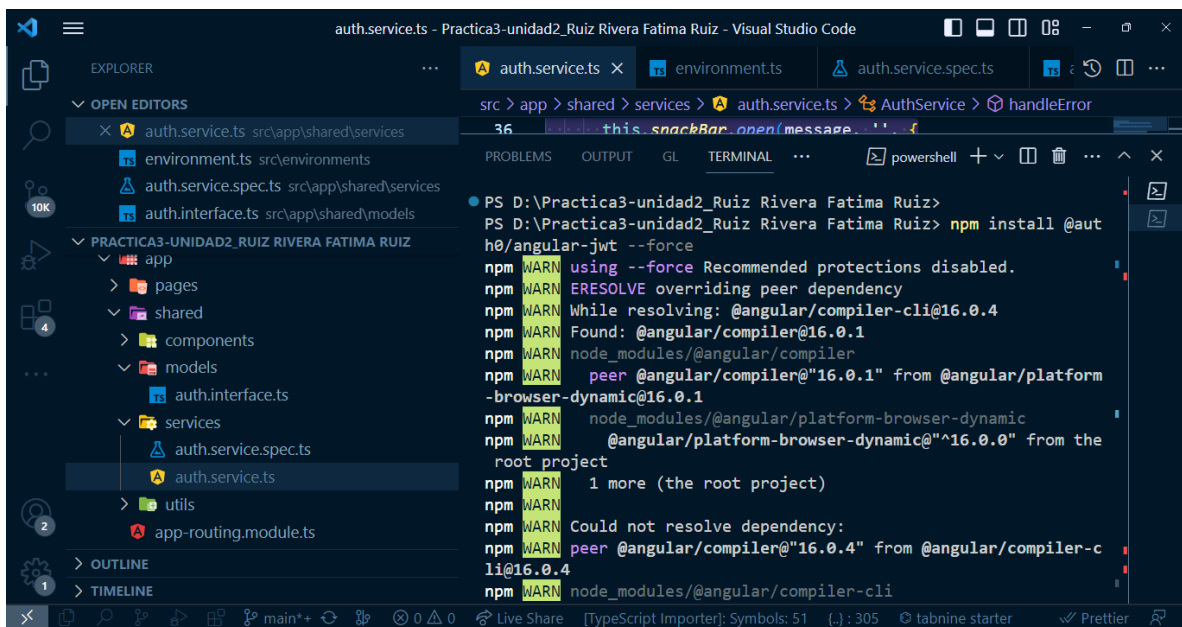 auth.service.ts - Practica3-unidad2_Ruiz Rivera Fatima Ruiz - Visual Studio Code
EXPLORER
OPEN EDITORS
auth.service.ts src\app\shared\services
environment.ts src\environments
auth.service.spec.ts src\app\shared\services
auth.interface.ts src\app\shared\models
PRACTICA3-UNIDAD2_RUIZ RIVERA FATIMA RUIZ
app
pages
shared
components
models
auth.interface.ts
services
auth.service.spec.ts
auth.service.ts
utils
app-routing.module.ts
OUTLINE
TIMELINE
10K
4
2
1
auth.service.ts environment.ts auth.service.spec.ts
src > app > shared > services > auth.service.ts > AuthService > handleError
36 this.snackBar.open(message, '', {
PROBLEMS OUTPUT GL TERMINAL ... powershell
PS D:\Practica3-unidad2_Ruiz Rivera Fatima Ruiz>
PS D:\Practica3-unidad2_Ruiz Rivera Fatima Ruiz> npm install @aut
h0/angular-jwt --force
npm WARN using --force Recommended protections disabled.
npm WARN ERESOLVE overriding peer dependency
npm WARN While resolving: @angular/compiler-cli@16.0.4
npm WARN Found: @angular/compiler@16.0.1
npm WARN node_modules/@angular/compiler
npm WARN peer @angular/compiler@"16.0.1" from @angular/platform
-browser-dynamic@16.0.1
npm WARN node_modules/@angular/platform-browser-dynamic
npm WARN @angular/platform-browser-dynamic@"^16.0.0" from the
root project
npm WARN 1 more (the root project)
npm WARN
npm WARN Could not resolve dependency:
npm WARN peer @angular/compiler@"16.0.4" from @angular/compiler-c
li@16.0.4
npm WARN node_modules/@angular/compiler-cli
main*+ 0 0 Live Share [TypeScript Importer]: Symbols: 51 {..} : 305 tabnine starter Prettier